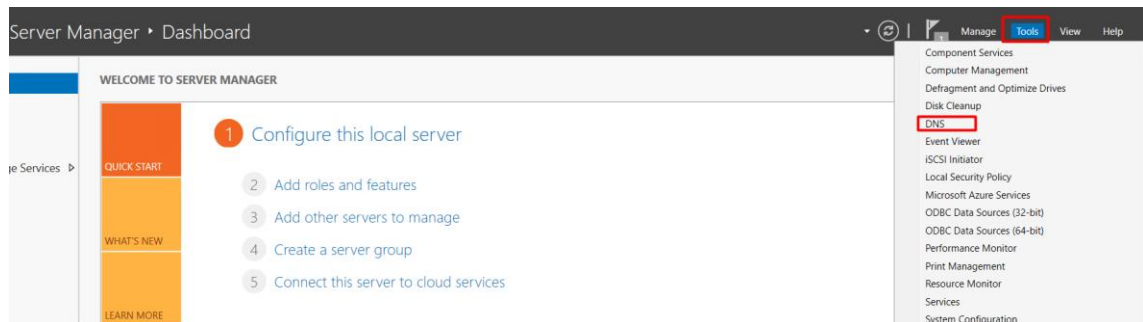 Server Manager • Dashboard
Manage Tools View Help
WELCOME TO SERVER MANAGER
Services
QUICK START
WHAT'S NEW
LEARN MORE
1 Configure this local server
2 Add roles and features
3 Add other servers to manage
4 Create a server group
5 Connect this server to cloud services
Component Services
Computer Management
Defragment and Optimize Drives
Disk Cleanup
DNS
Event Viewer
iSCSI Initiator
Local Security Policy
Microsoft Azure Services
ODBC Data Sources (32-bit)
ODBC Data Sources (64-bit)
Performance Monitor
Print Management
Resource Monitor
Services
System Configuration